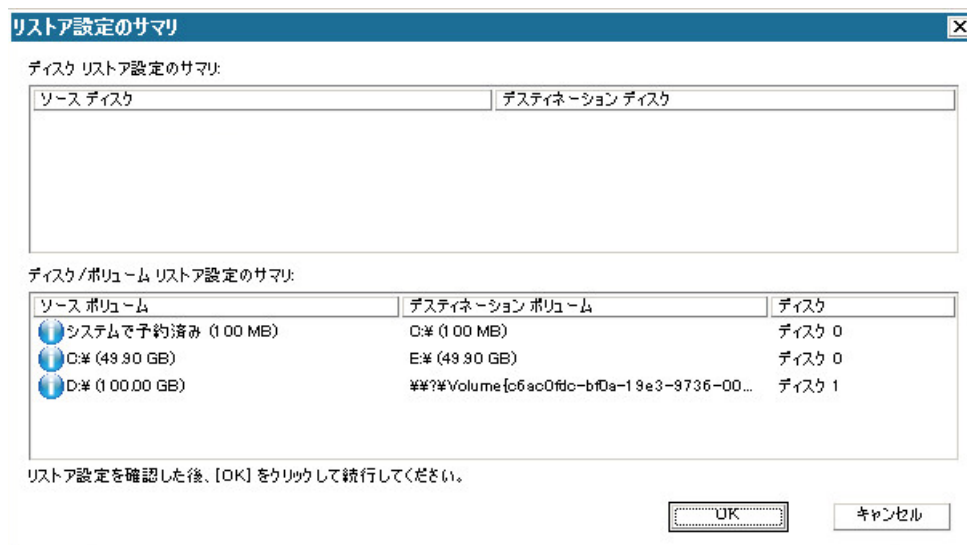 リストア設定のサマリ
ディスク リストア設定のサマリ:
ソース ディスク デスティネーション ディスク
ディスク/ボリューム リストア設定のサマリ:
ソース ボリューム デスティネーション ボリューム ディスク
システムで予約済み (100 MB) C:¥ (100 MB) ディスク 0
C:¥ (49.90 GB) E:¥ (49.90 GB) ディスク 0
D:¥ (100.00 GB) ¥¥?¥Volume{c6ac0fdc-bf0a-19e3-9736-00... ディスク 1
リストア設定を確認した後、[OK] をクリックして続行してください。
OK キャンセル